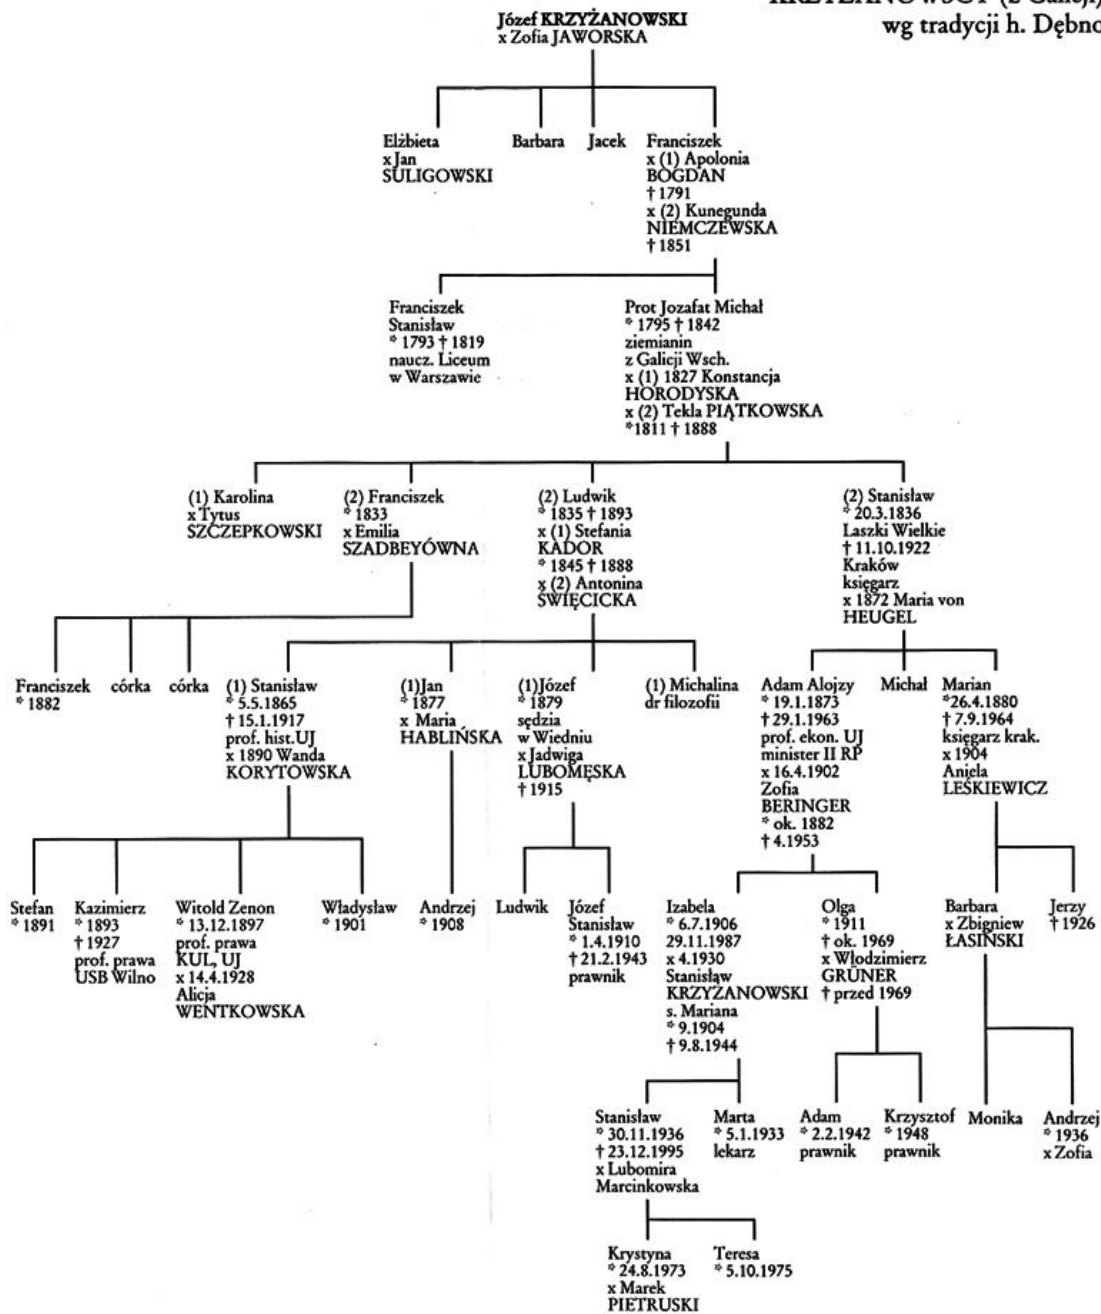 KRZYŻANOWSCY (z Galicji)
wg tradycji h. Dębno
Józef KRZYŻANOWSKI
x Zofia JAWORSKA
Elżbieta
x Jan
SULIGOWSKI
Barbara
Jacek
Franciszek
x (1) Apolonia
BOGDAN
† 1791
x (2) Kunegunda
NIEMCZEWSKA
† 1851
Franciszek
Stanisław
* 1793 † 1819
naucz. Liceum
w Warszawie
Prot Jozafat Michał
* 1795 † 1842
ziemianin
z Galicji Wsch.
x (1) 1827 Konstancja
HORODYSKA
x (2) Tekla PIĄTKOWSKA
*1811 † 1888
(1) Karolina
x Tytus
SZCZEPKOWSKI
(2) Franciszek
* 1833
x Emilia
SZADBEYÓWNA
(2) Ludwik
* 1835 † 1893
x (1) Stefania
KADOR
* 1845 † 1888
x (2) Antonina
ŚWIĘCICKA
(2) Stanisław
* 20.3.1836
Laszki Wielkie
† 11.10.1922
Kraków
księgarz
x 1872 Maria von
HEUGEL
Franciszek
* 1882
córka
córka
(1) Stanisław
* 5.5.1865
† 15.1.1917
prof. hist.UJ
x 1890 Wanda
KORYTOWSKA
(1)Jan
* 1877
x Maria
HABLIŃSKA
(1)Józef
* 1879
sędzia
w Wiedniu
x Jadwiga
LUBOMĘSKA
† 1915
(1) Michalina
dr filozofii
Adam Alojzy
* 19.1.1873
† 29.1.1963
prof. ekon. UJ
minister II RP
x 16.4.1902
Zofia
BERINGER
* ok. 1882
† 4.1953
Michał
Marian
*26.4.1880
† 7.9.1964
księgarz krak.
x 1904
Aniela
LEŚKIEWICZ
Stefan
* 1891
Kazimierz
* 1893
† 1927
prof. prawa
USB Wilno
Witold Zenon
* 13.12.1897
prof. prawa
KUL, UJ
x 14.4.1928
Alicja
WENTKOWSKA
Władysław
* 1901
Andrzej
* 1908
Ludwik
Józef
Stanisław
* 1.4.1910
† 21.2.1943
prawnik
Izabela
* 6.7.1906
29.11.1987
x 4.1930
Stanisław
KRZYŻANOWSKI
s. Mariana
* 9.1904
† 9.8.1944
Olga
* 1911
† ok. 1969
x Włodzimierz
GRÜNER
† przed 1969
Barbara
x Zbigniew
ŁASIŃSKI
Jerzy
† 1926
Stanisław
* 30.11.1936
† 23.12.1995
x Lubomira
Marcinkowska
Marta
* 5.1.1933
lekarz
Adam
* 2.2.1942
prawnik
Krzysztof
* 1948
prawnik
Monika
Andrzej
* 1936
x Zofia
Krystyna
* 24.8.1973
x Marek
PIETRUSKI
Teresa
* 5.10.1975